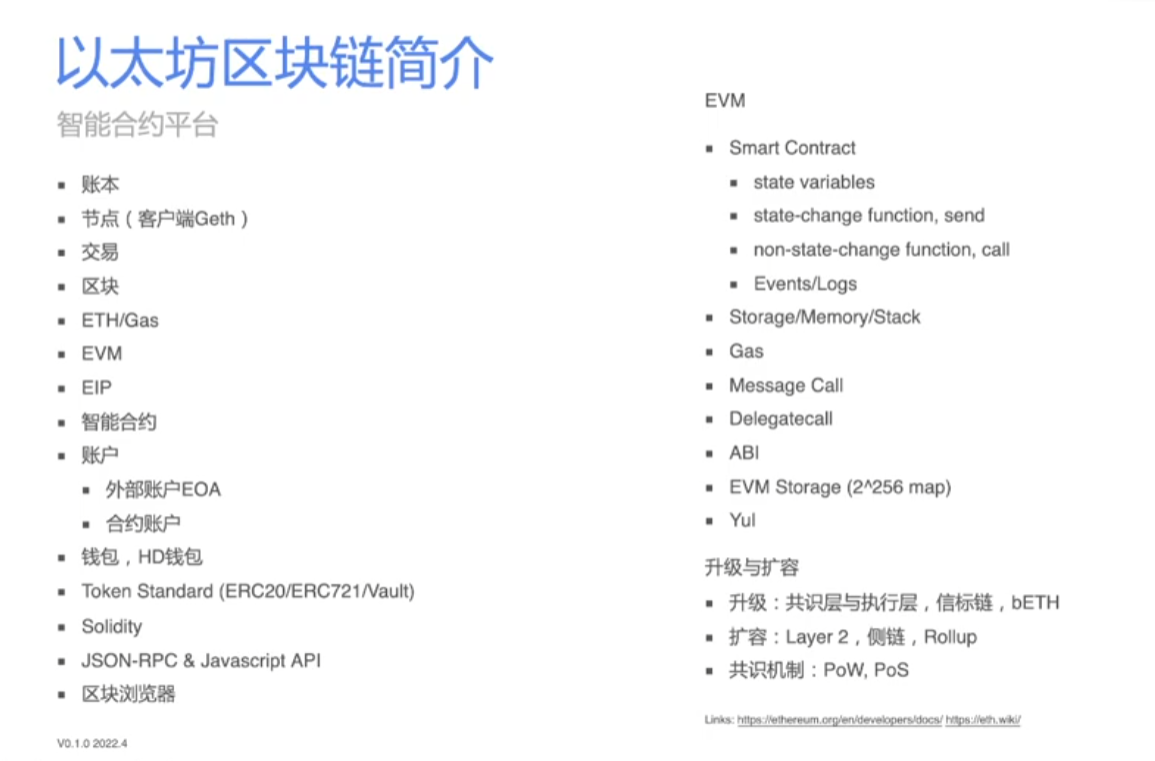 以太坊区块链简介
智能合约平台
▪ 账本
▪ 节点（客户端Geth）
▪ 交易
▪ 区块
▪ ETH/Gas
▪ EVM
▪ EIP
▪ 智能合约
▪ 账户
▪ 外部账户EOA
▪ 合约账户
▪ 钱包，HD钱包
▪ Token Standard (ERC20/ERC721/Vault)
▪ Solidity
▪ JSON-RPC & Javascript API
▪ 区块浏览器
V0.1.0 2022.4
EVM
▪ Smart Contract
▪ state variables
▪ state-change function, send
▪ non-state-change function, call
▪ Events/Logs
▪ Storage/Memory/Stack
▪ Gas
▪ Message Call
▪ Delegatecall
▪ ABI
▪ EVM Storage (2^256 map)
▪ Yul
升级与扩容
▪ 升级：共识层与执行层，信标链，bETH
▪ 扩容：Layer 2，侧链，Rollup
▪ 共识机制：PoW, PoS
Links: https://ethereum.org/en/developers/docs/ https://eth.wiki/